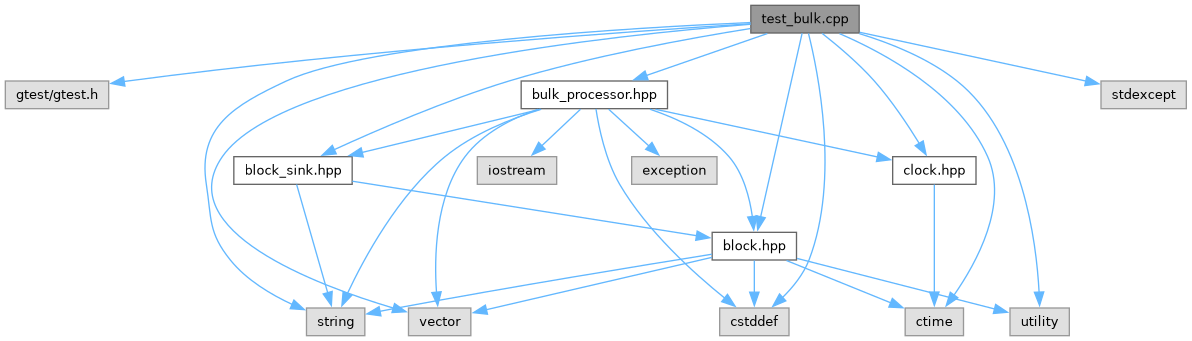 test_bulk.cpp
gtest/gtest.h
bulk_processor.hpp
stdexcept
block_sink.hpp
iostream
exception
clock.hpp
block.hpp
string
vector
cstddef
ctime
utility